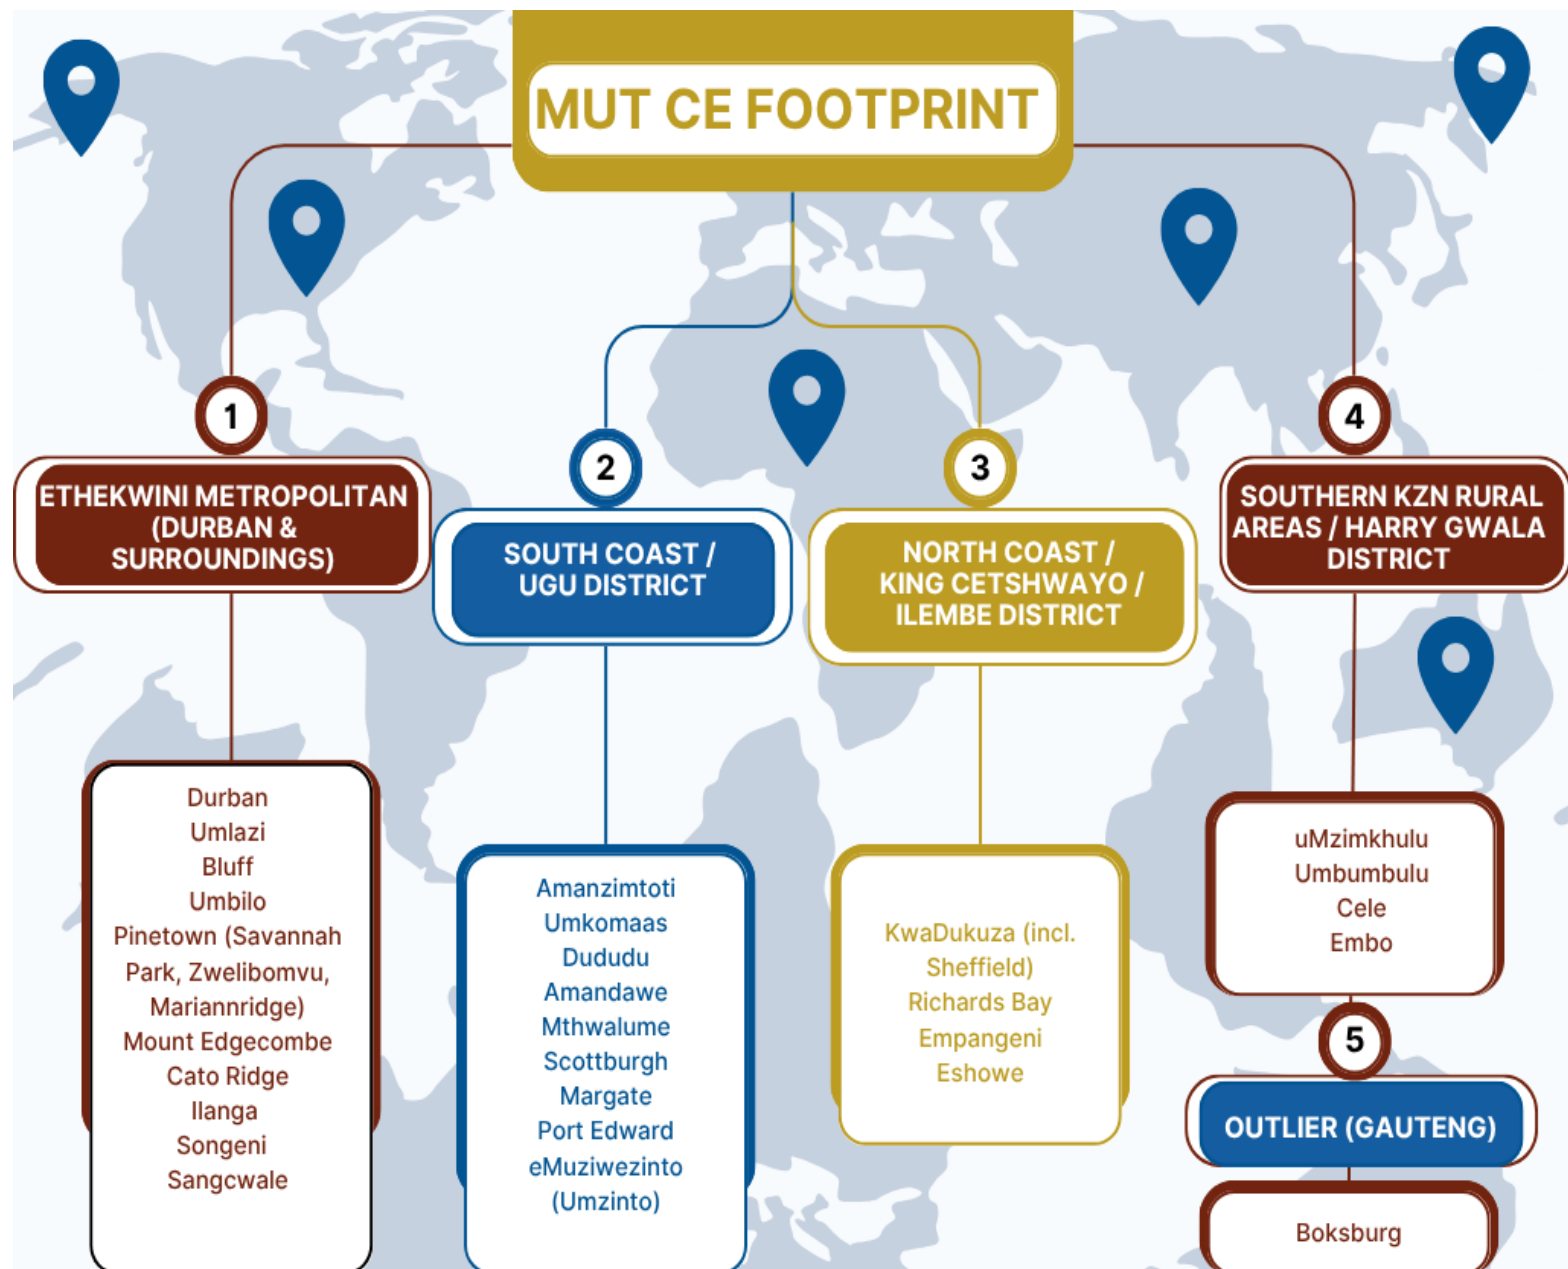 MUT CE FOOTPRINT
1
ETHEKWINI METROPOLITAN
(DURBAN &
SURROUNDINGS)
Durban
Umlazi
Bluff
Umbilo
Pinetown (Savannah
Park, Zwelibomvu,
Mariannridge)
Mount Edgecombe
Cato Ridge
Ilanga
Songeni
Sangcwale
2
SOUTH COAST /
UGU DISTRICT
Amanzimtoti
Umkomaas
Dududu
Amandawe
Mthwalume
Scottburgh
Margate
Port Edward
eMuziwezinto
(Umzinto)
3
NORTH COAST /
KING CETSHWAYO /
ILEMBE DISTRICT
KwaDukuza (incl.
Sheffield)
Richards Bay
Empangeni
Eshowe
4
SOUTHERN KZN RURAL
AREAS / HARRY GWALA
DISTRICT
uMzimkhulu
Umbumbulu
Cele
Embo
5
OUTLIER (GAUTENG)
Boksburg